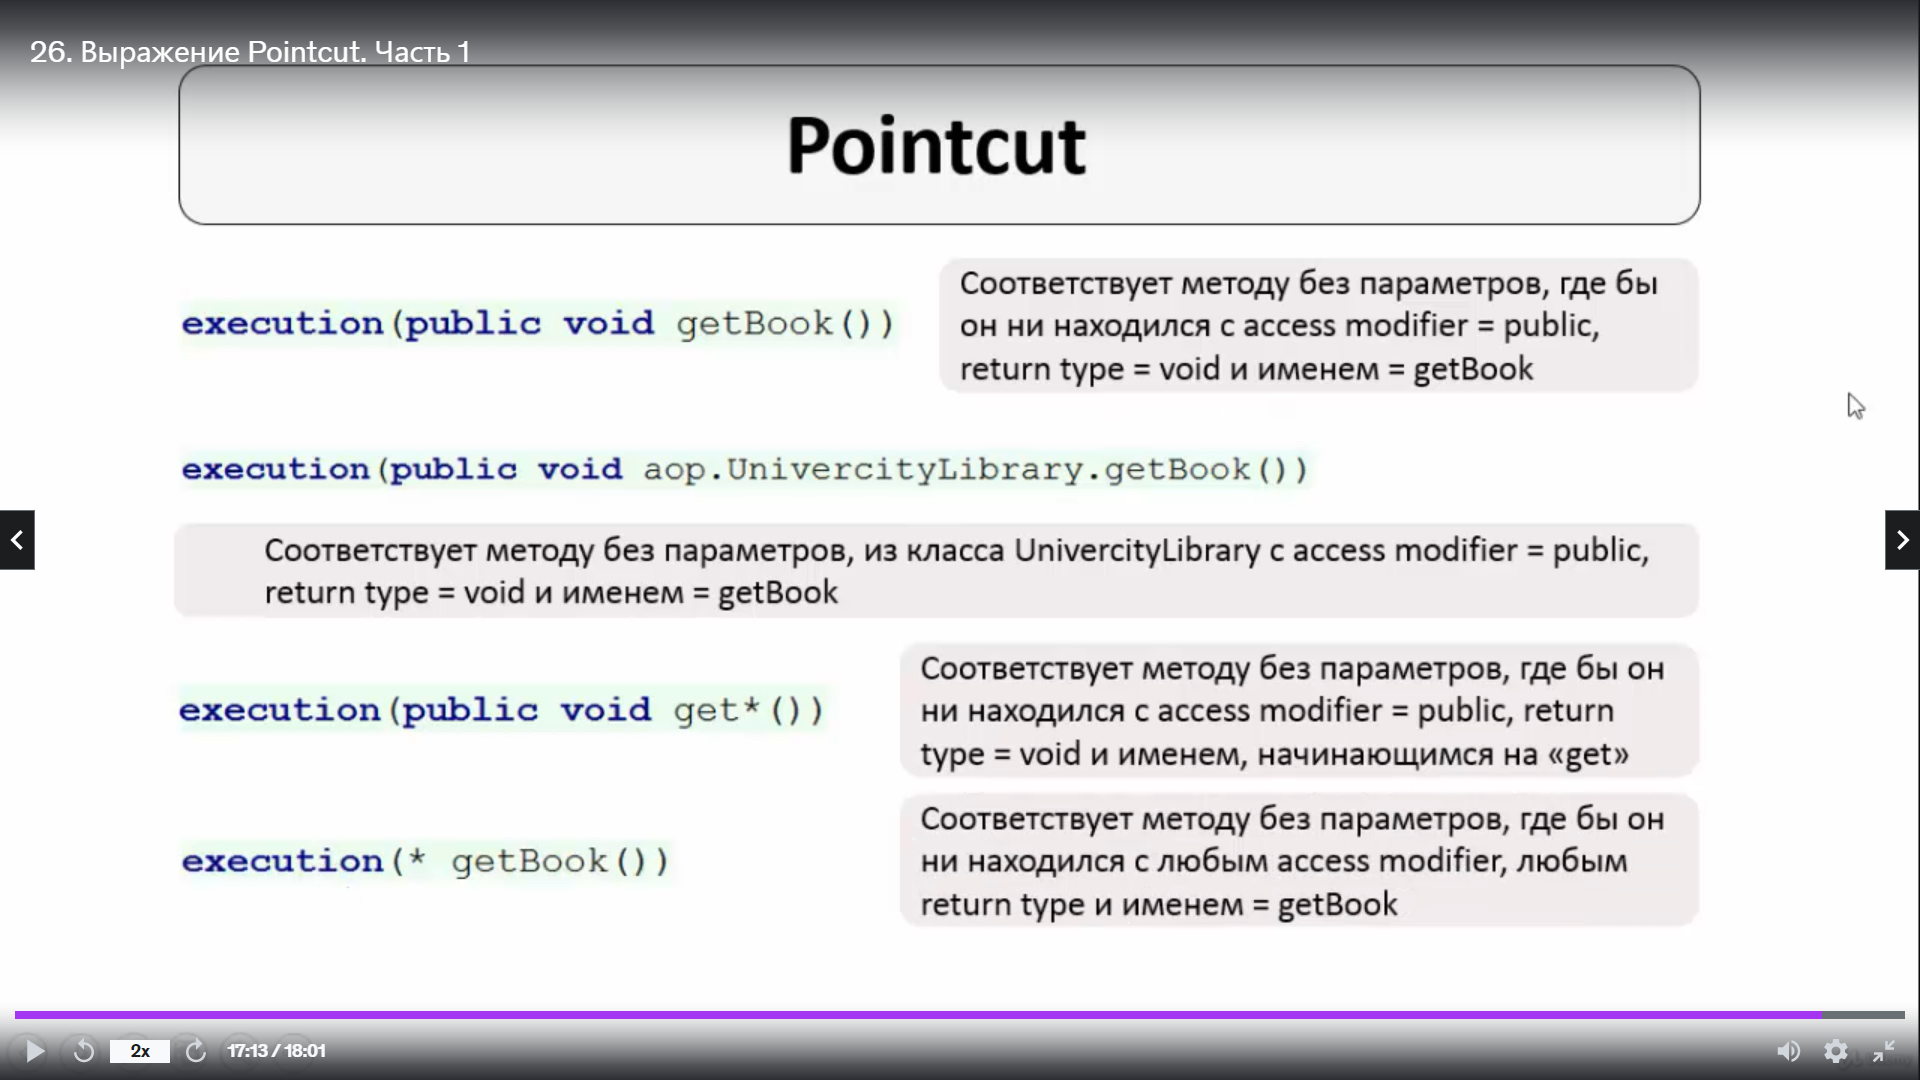 26. Выражение Pointcut. Часть 1
Pointcut
execution(public void getBook())
Соответствует методу без параметров, где бы
он ни находился с access modifier = public,
return type = void и именем = getBook
execution(public void aop.UnivercityLibrary.getBook())
Соответствует методу без параметров, из класса UnivercityLibrary с access modifier = public,
return type = void и именем = getBook
execution(public void get*())
Соответствует методу без параметров, где бы он
ни находился с access modifier = public, return
type = void и именем, начинающимся на «get»
execution(* getBook())
Соответствует методу без параметров, где бы он
ни находился с любым access modifier, любым
return type и именем = getBook
2x
17:13 / 18:01